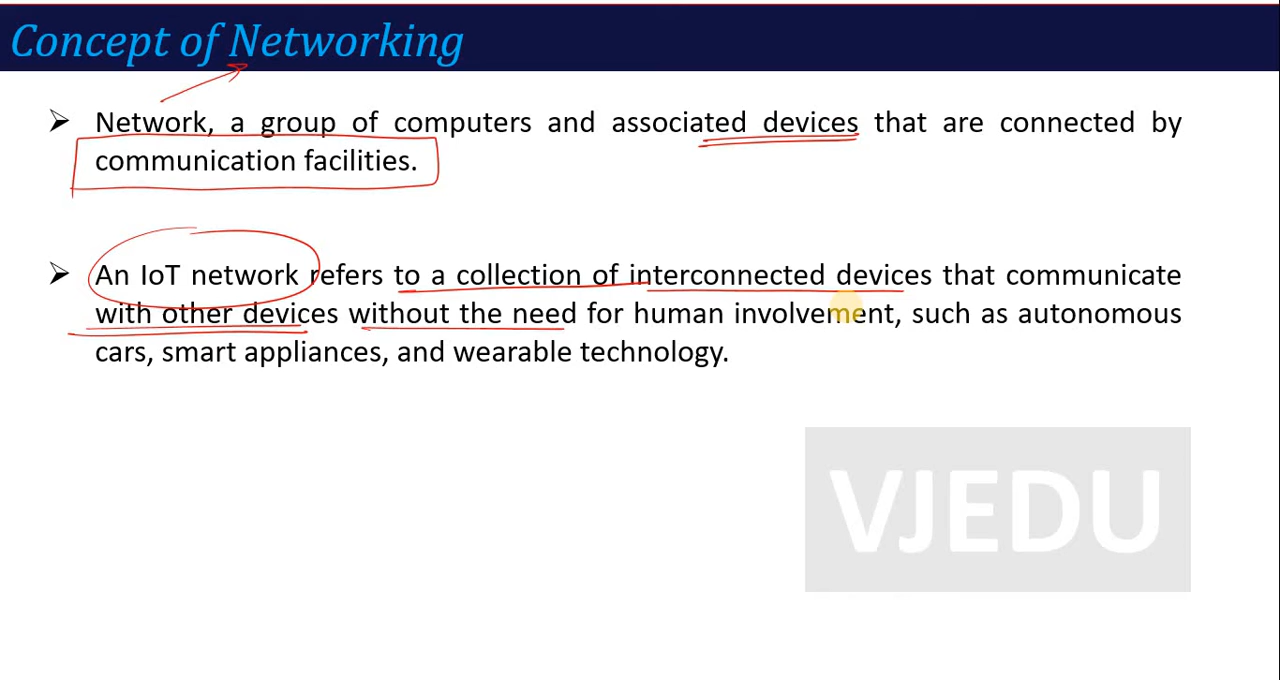 Concept of Networking
➢ Network, a group of computers and associated devices that are connected by
communication facilities.
➢ An IoT network refers to a collection of interconnected devices that communicate
with other devices without the need for human involvement, such as autonomous
cars, smart appliances, and wearable technology.
VJEDU